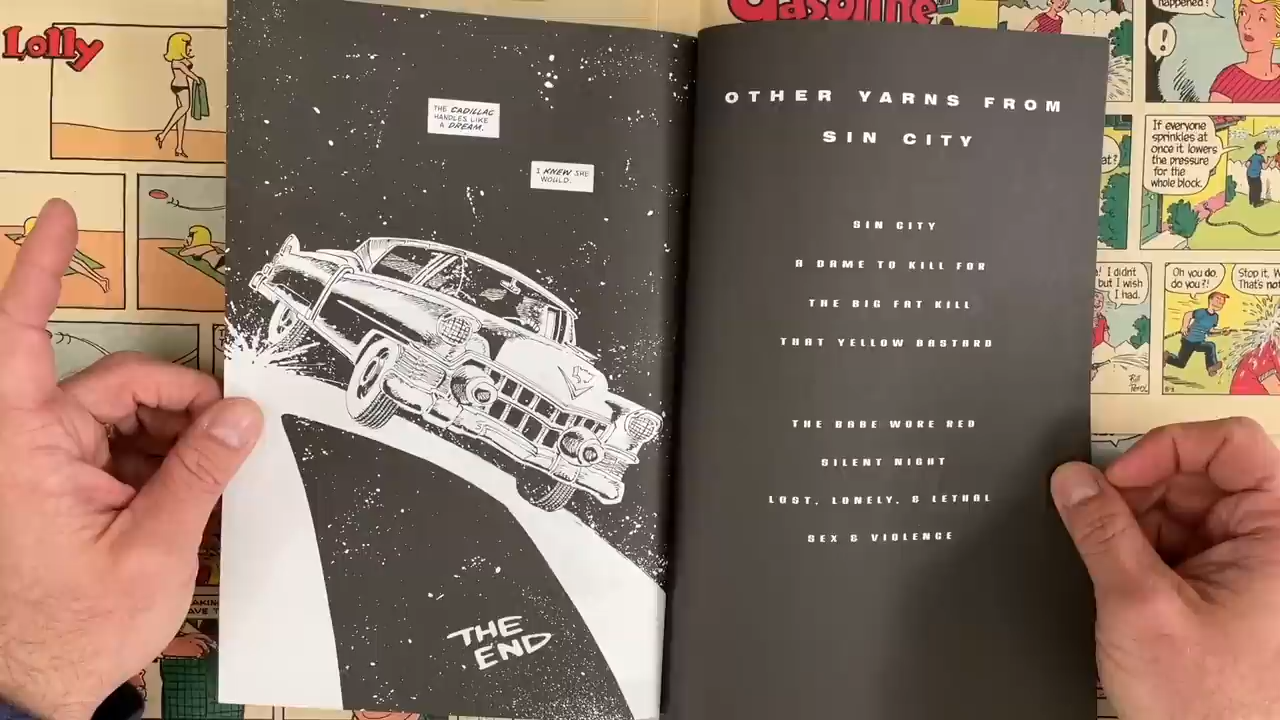 Lolly
Gasoline
happened!
!
THE CADILLAC
HANDLES LIKE
A DREAM.
I KNEW SHE
WOULD.
THE
END
OTHER YARNS FROM
SIN CITY
SIN CITY
A DAME TO KILL FOR
THE BIG FAT KILL
THAT YELLOW BASTARD
THE BABE WORE RED
SILENT NIGHT
LOST, LONELY, & LETHAL
SEX & VIOLENCE
If everyone
sprinkles at
once it lowers
the pressure
for the
whole block.
I didn't
but I wish
I had.
Oh you do,
do you?!
Stop it,
That's